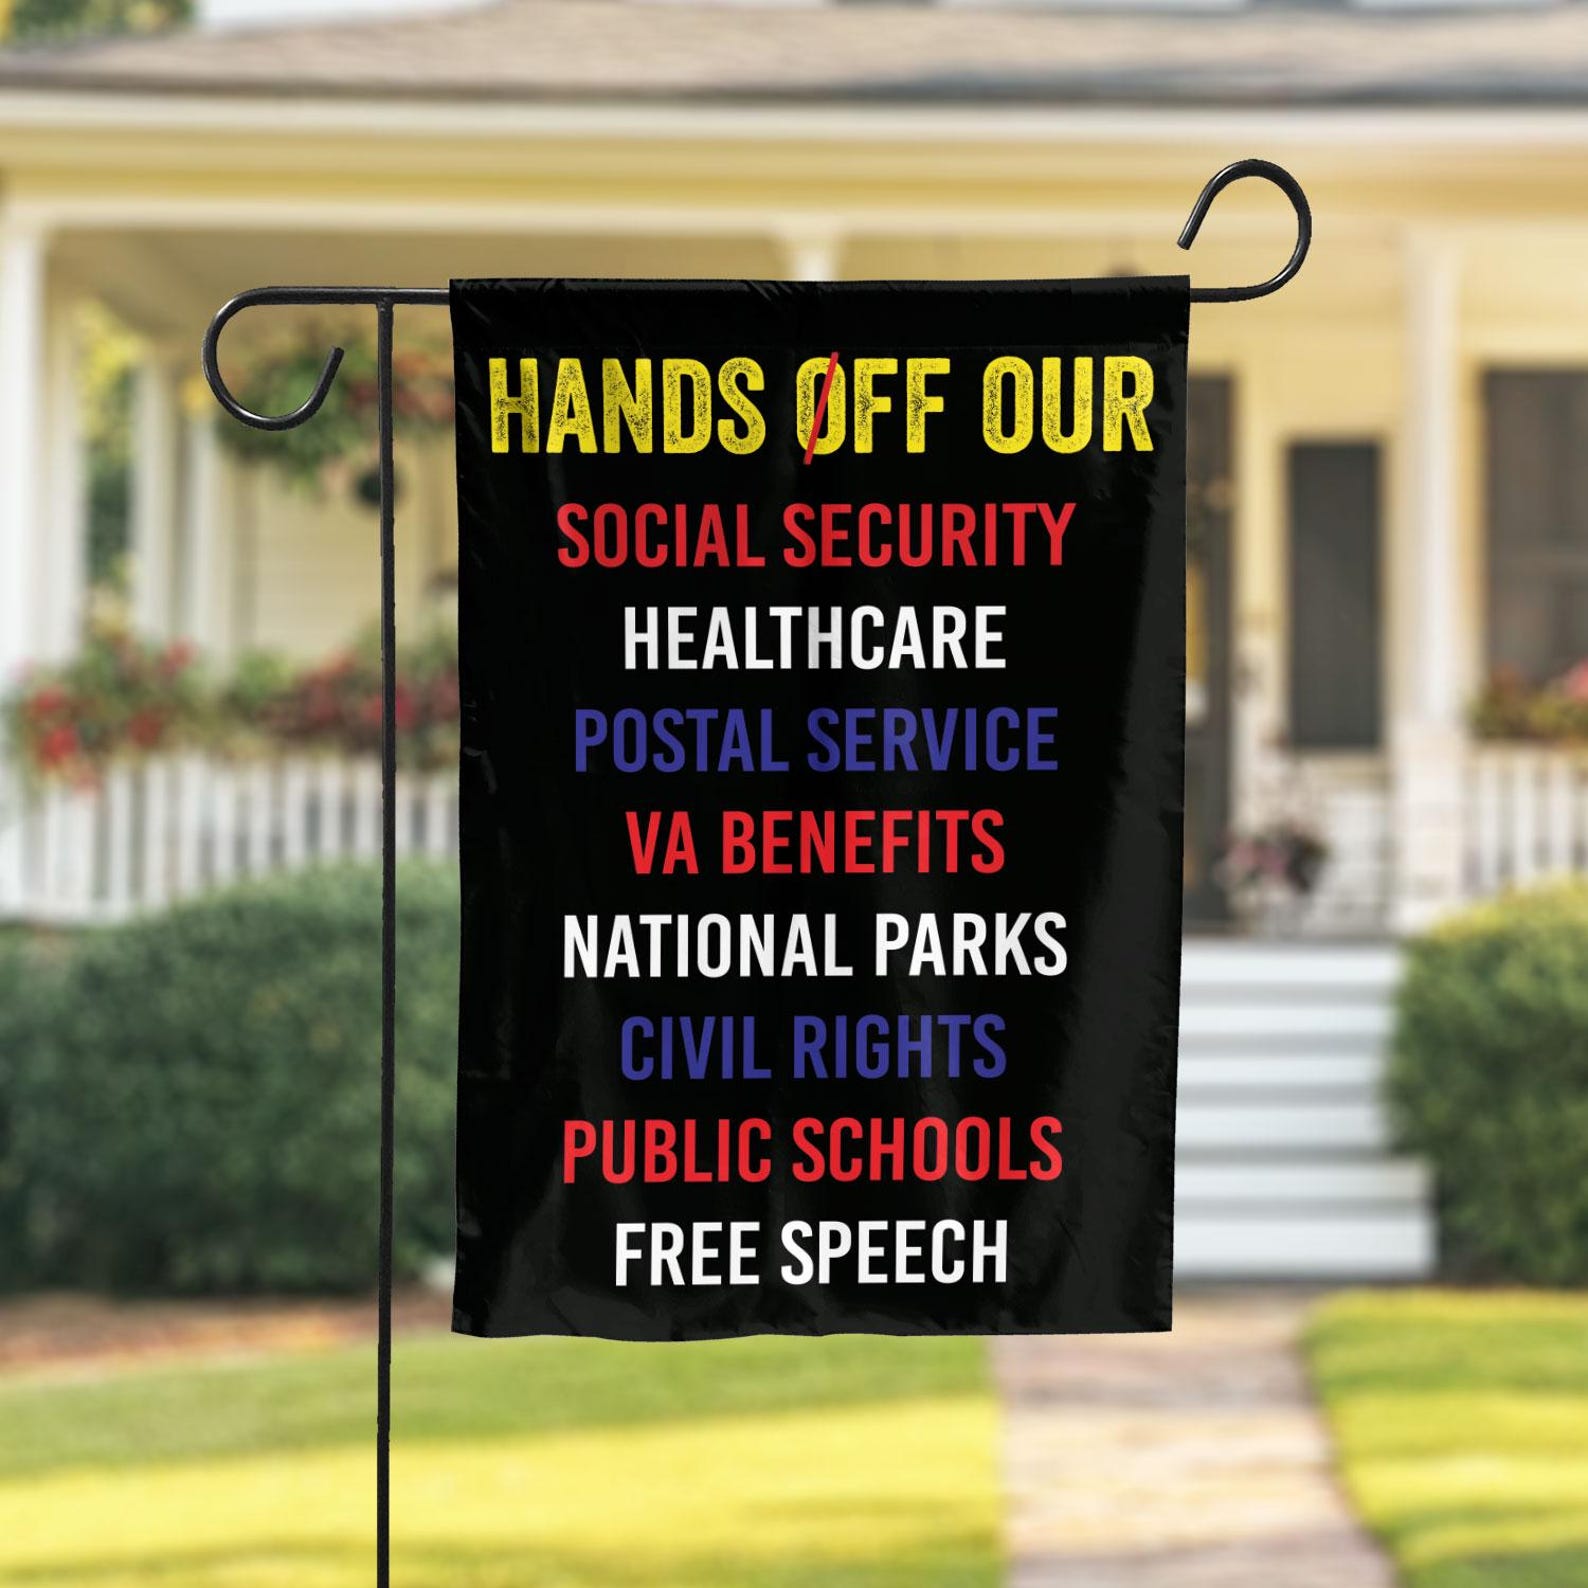 HANDS OFF OUR
SOCIAL SECURITY
HEALTHCARE
POSTAL SERVICE
VA BENEFITS
NATIONAL PARKS
CIVIL RIGHTS
PUBLIC SCHOOLS
FREE SPEECH